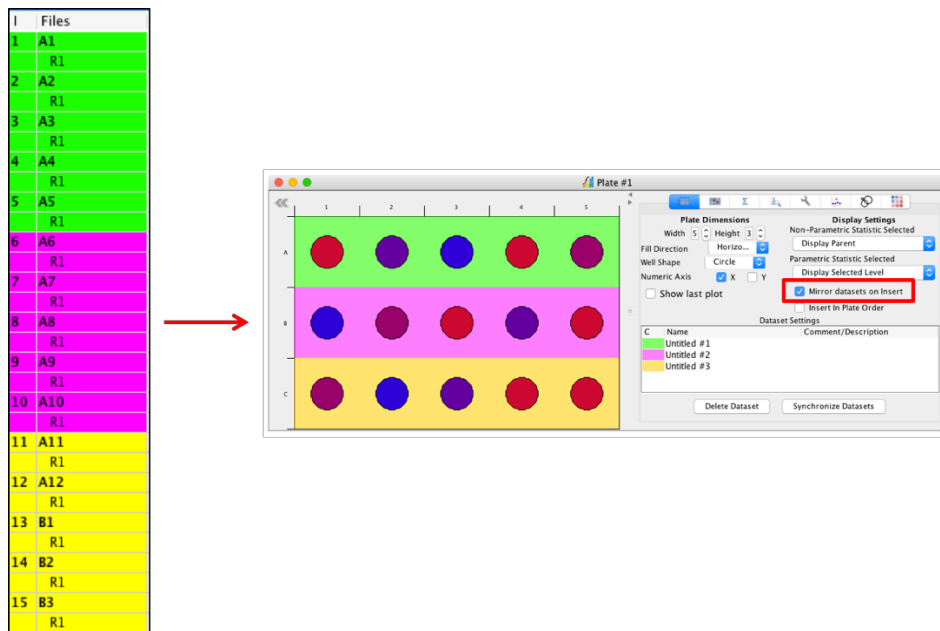 I Files
1 A1
R1
2 A2
R1
3 A3
R1
4 A4
R1
5 A5
R1
6 A6
R1
7 A7
R1
8 A8
R1
9 A9
R1
10 A10
R1
11 A11
R1
12 A12
R1
13 B1
R1
14 B2
R1
15 B3
R1
Plate #1
1 2 3 4 5
A
B
C
Σ
Plate Dimensions
Width 5 Height 3
Fill Direction Horizo...
Well Shape Circle
Numeric Axis X Y
Show last plot
Display Settings
Non-Parametric Statistic Selected
Display Parent
Parametric Statistic Selected
Display Selected Level
Mirror datasets on Insert
Insert In Plate Order
Dataset Settings
C Name Comment/Description
Untitled #1
Untitled #2
Untitled #3
Delete Dataset Synchronize Datasets